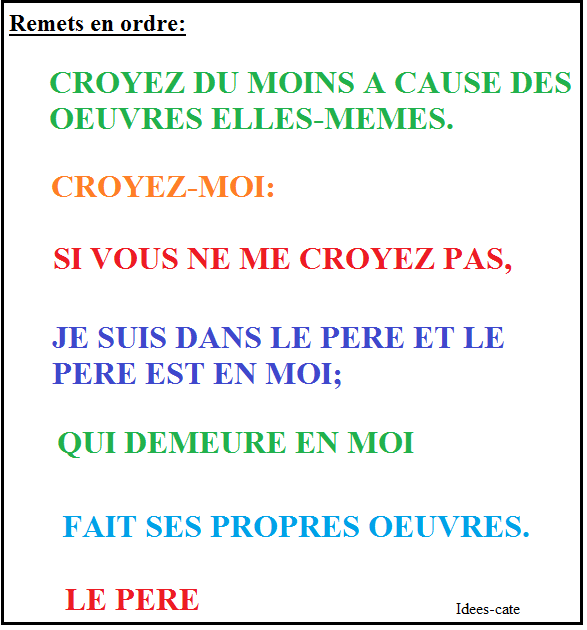 Remets en ordre:
CROYEZ DU MOINS A CAUSE DES
OEUVRES ELLES-MEMES.
CROYEZ-MOI:
SI VOUS NE ME CROYEZ PAS,
JE SUIS DANS LE PERE ET LE
PERE EST EN MOI;
QUI DEMEURE EN MOI
FAIT SES PROPRES OEUVRES.
LE PERE
Idees-cate